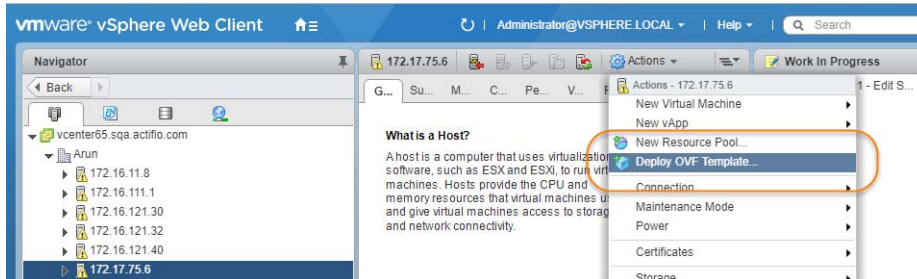 vmware® vSphere Web Client
Administrator@VSPHERE.LOCAL
Help
Search
Navigator
Back
vcenter65.sqa.actifio.com
Arun
172.16.11.8
172.16.111.1
172.16.121.30
172.16.121.32
172.16.121.40
172.17.75.6
172.17.75.6
Actions
G... Su... M... C... Pe... V...
What is a Host?
A host is a computer that uses virtualization
software, such as ESX and ESXi, to run
machines. Hosts provide the CPU and
memory resources that virtual machines
and give virtual machines access to
and network connectivity.
Actions - 172.17.75.6
New Virtual Machine
New vApp
New Resource Pool...
Deploy OVF Template...
Connection
Maintenance Mode
Power
Certificates
Storage
Work In Progress
1 - Edit S...